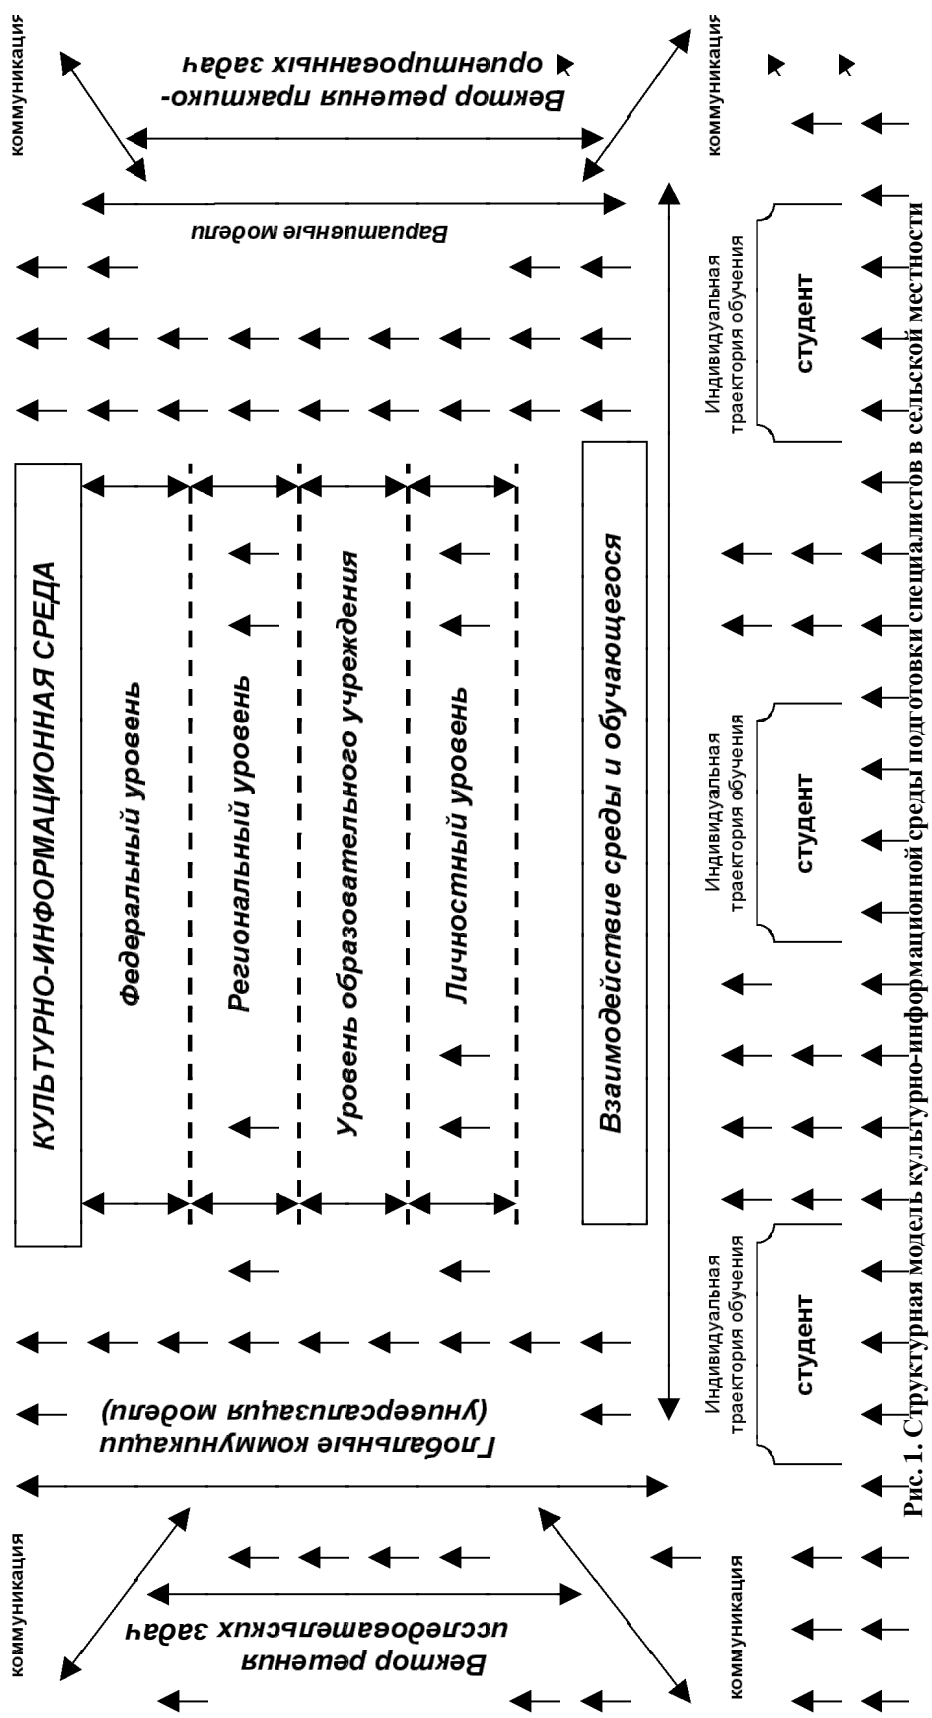 коммуникация
КУЛЬТУРНО-ИНФОРМАЦИОННАЯ СРЕДА
коммуникация
Вектор решения
исследовательских задач
Глобальные коммуникации
(универсализация модели)
Федеральный уровень
Региональный уровень
Уровень образовательного учреждения
Личностный уровень
Вариативные модели
Вектор решения практико-
ориентированных задач
Взаимодействие среды и обучающегося
коммуникация
коммуникация
Индивидуальная
траектория обучения
студент
Индивидуальная
траектория обучения
студент
Индивидуальная
траектория обучения
студент
Рис. 1. Структурная модель культурно-информационной среды подготовки специалистов в сельской местности